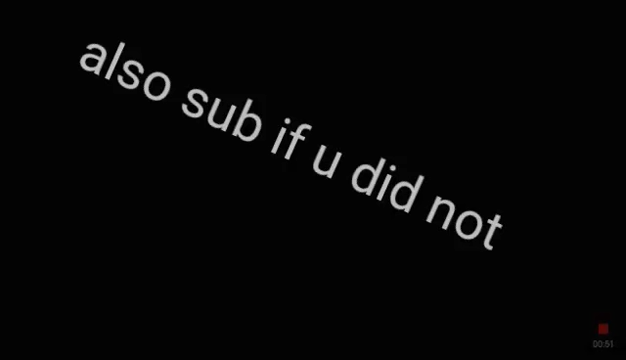 also sub if u did not
00:51